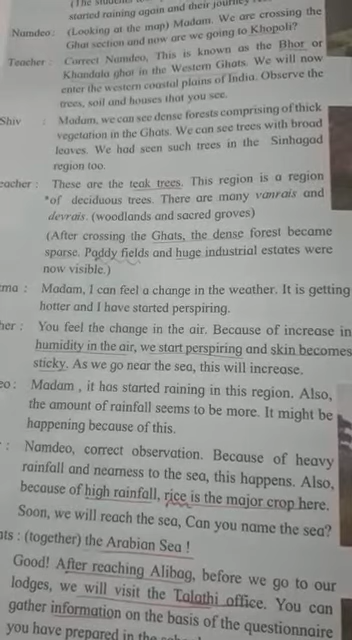 (The students
started raining again and their journey
Namdeo: (Looking at the map) Madam. We are crossing the
Ghat section and now are we going to Khopoli?
Teacher : Correct Namdeo, This is known as the Bhor or
Khandala ghat in the Western Ghats. We will now
enter the western coastal plains of India. Observe the
trees, soil and houses that you see.
Shiv : Madam, we can see dense forests comprising of thick
vegetation in the Ghats. We can see trees with broad
leaves. We had seen such trees in the Sinhagad
region too.
eacher : These are the teak trees. This region is a region
of deciduous trees. There are many vanrais and
devrais. (woodlands and sacred groves)
(After crossing the Ghats, the dense forest became
sparse. Paddy fields and huge industrial estates were
now visible.)
ma : Madam, I can feel a change in the weather. It is getting
hotter and I have started perspiring.
her : You feel the change in the air. Because of increase in
humidity in the air, we start perspiring and skin becomes
sticky. As we go near the sea, this will increase.
eo : Madam , it has started raining in this region. Also,
the amount of rainfall seems to be more. It might be
happening because of this.
: Namdeo, correct observation. Because of heavy
rainfall and nearness to the sea, this happens. Also,
because of high rainfall, rice is the major crop here.
Soon, we will reach the sea, Can you name the sea?
nts : (together) the Arabian Sea !
Good! After reaching Alibag, before we go to our
lodges, we will visit the Talathi office. You can
gather information on the basis of the questionnaire
you have prepared in the